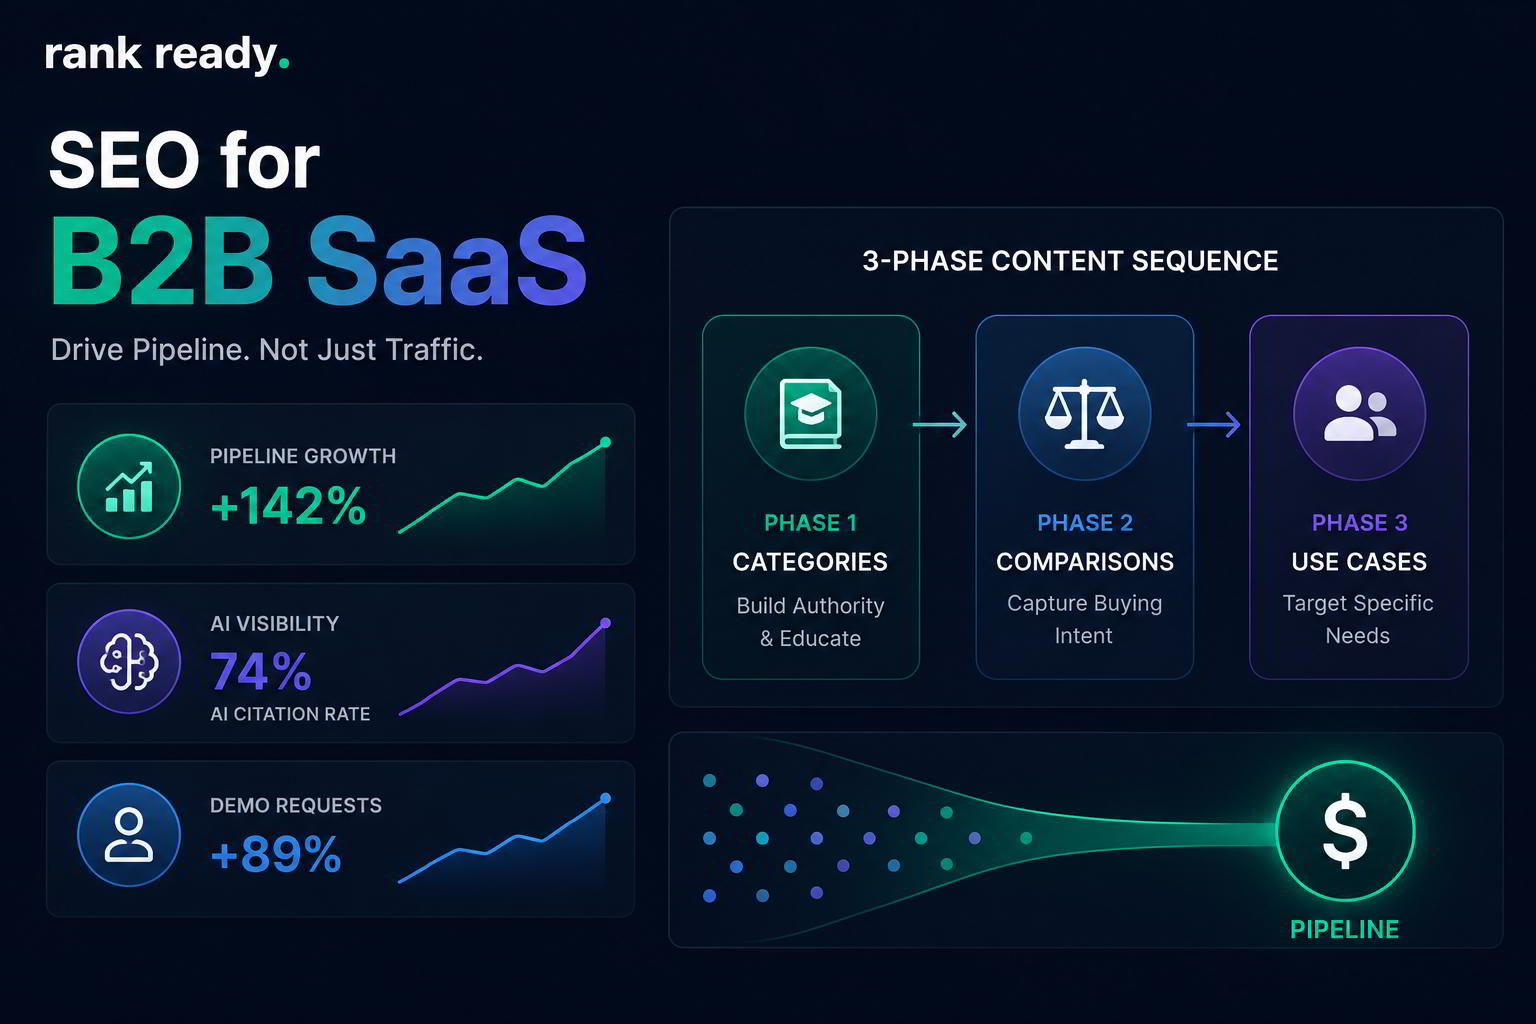 rank ready.
SEO for
B2B SaaS
Drive Pipeline. Not Just Traffic.
PIPELINE GROWTH
+142%
AI VISIBILITY
74%
AI CITATION RATE
DEMO REQUESTS
+89%
3-PHASE CONTENT SEQUENCE
PHASE 1
CATEGORIES
Build Authority
& Educate
PHASE 2
COMPARISONS
Capture Buying
Intent
PHASE 3
USE CASES
Target Specific
Needs
$
PIPELINE